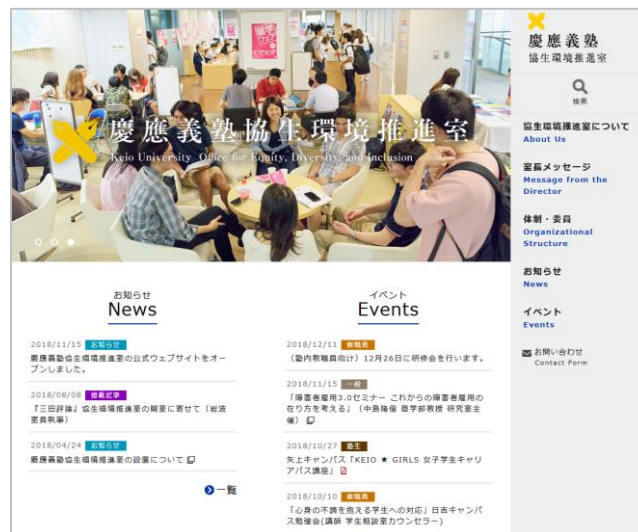 慶應義塾協生環境推進室
Keio University Office for Equity, Diversity, and Inclusion
お知らせ
News
2018/11/15 お知らせ
慶應義塾協生環境推進室の公式ウェブサイトをオー
プンしました。
2018/08/08 掲載記事
『三田評論』協生環境推進室の開室に寄せて（岩波
室長執筆）
2018/04/24 お知らせ
慶應義塾協生環境推進室の設置について
一覧
イベント
Events
2018/12/11 教職員
（塾内教職員向け）12月26日に研修会を行います。
2018/11/15 一般
「障害者雇用3.0セミナー これからの障害者雇用の
在り方を考える」（中島隆信 商学部教授 研究室主
催）
2018/10/27 塾生
矢上キャンパス「KEIO ★ GIRLS 女子学生キャリ
アパス講座」
2018/10/10 教職員
「心身の不調を抱える学生への対応」日吉キャンパ
ス勉強会(講師 学生相談室カウンセラー)
慶應義塾
協生環境推進室
検索
協生環境推進室について
About Us
室長メッセージ
Message from the
Director
体制・委員
Organizational
Structure
お知らせ
News
イベント
Events
お問い合わせ
Contact Form